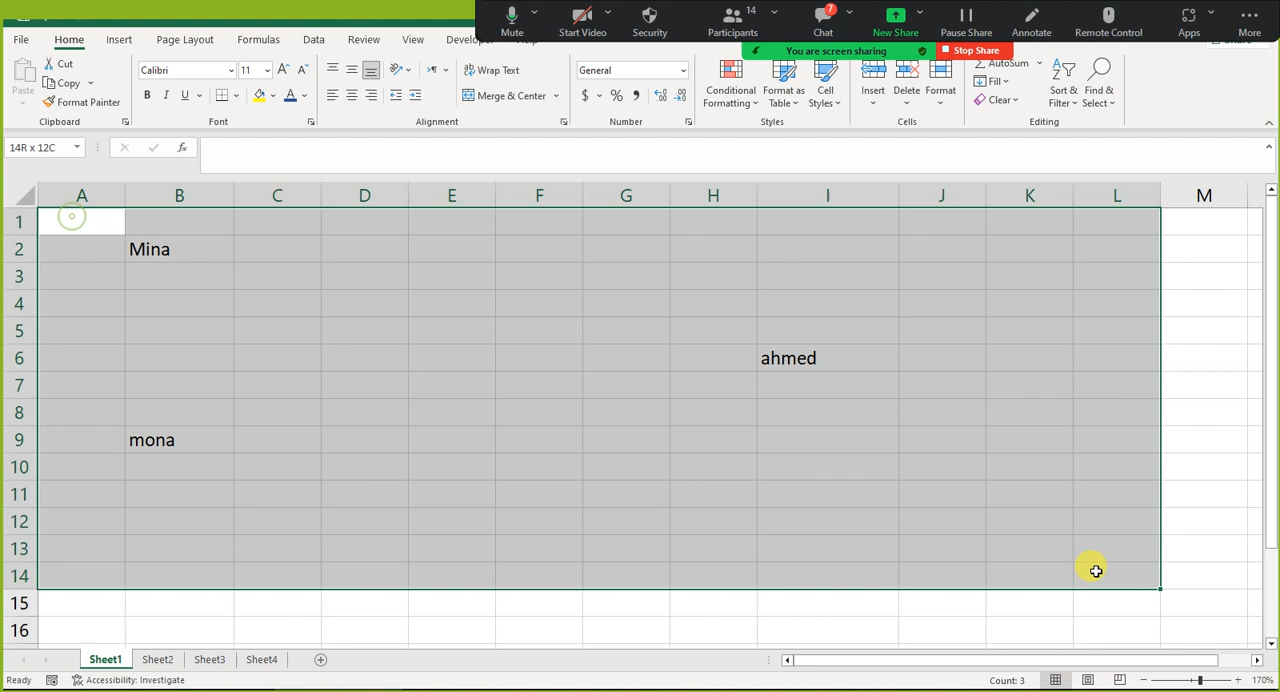 Mute
Start Video
Security
Participants
14
Chat
7
New Share
Pause Share
Annotate
Remote Control
Apps
More
You are screen sharing
Stop Share
File
Home
Insert
Page Layout
Formulas
Data
Review
View
Paste
Cut
Copy
Format Painter
Clipboard
Calibri
11
B
I
U
Font
Wrap Text
Merge & Center
Alignment
General
$
%
Number
Conditional
Formatting
Format as
Table
Cell
Styles
Styles
Insert
Delete
Format
Cells
AutoSum
Fill
Clear
Sort &
Filter
Find &
Select
Editing
14R x 12C
fx
A B C D E F G H I J K L M
1
2 Mina
3
4
5
6 ahmed
7
8
9 mona
10
11
12
13
14
15
16
Sheet1
Sheet2
Sheet3
Sheet4
Ready
Accessibility: Investigate
Count: 3
170%